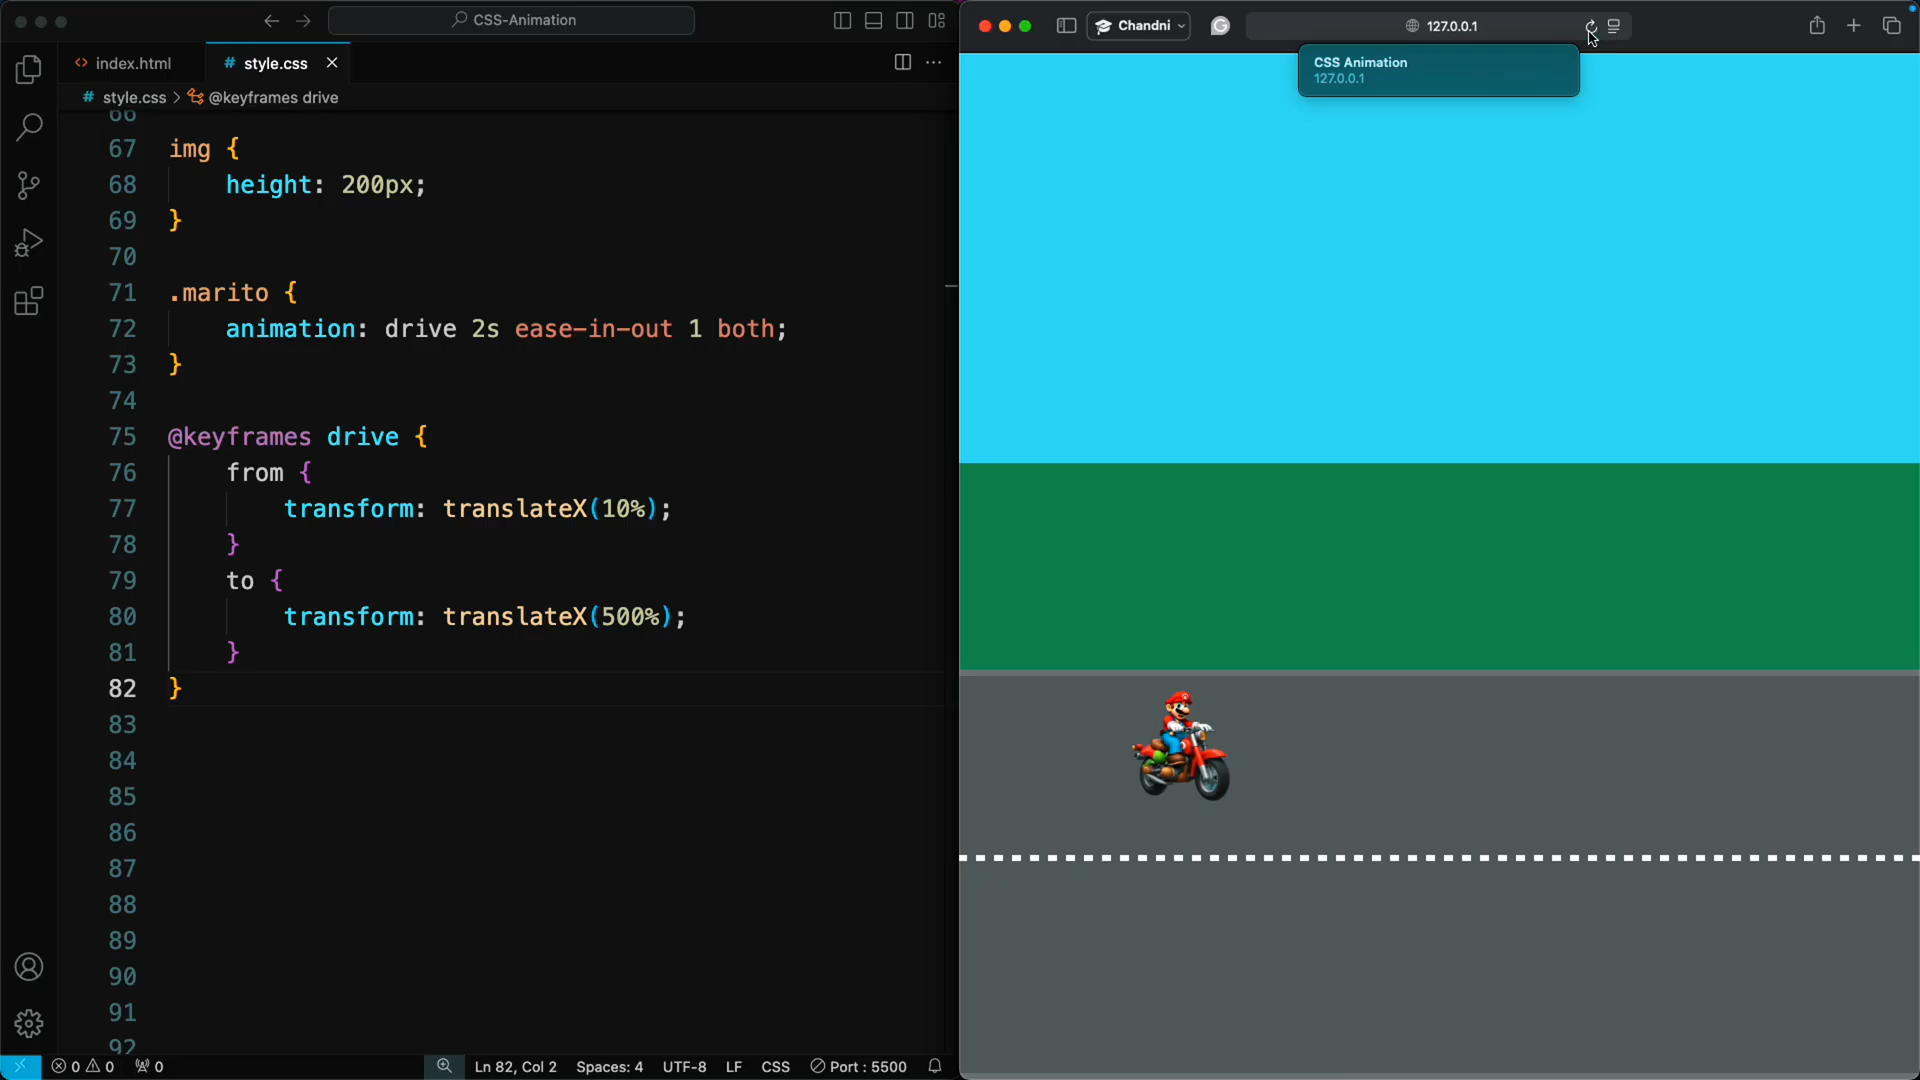 CSS-Animation
index.html
# style.css
# style.css > @keyframes drive
66
67 img {
68 height: 200px;
69 }
70
71 .marito {
72 animation: drive 2s ease-in-out 1 both;
73 }
74
75 @keyframes drive {
76 from {
77 transform: translateX(10%);
78 }
79 to {
80 transform: translateX(500%);
81 }
82 }
83
84
85
86
87
88
89
90
91
92
0 0 0
Ln 82, Col 2 Spaces: 4 UTF-8 LF CSS Port : 5500
Chandni
127.0.0.1
CSS Animation
127.0.0.1